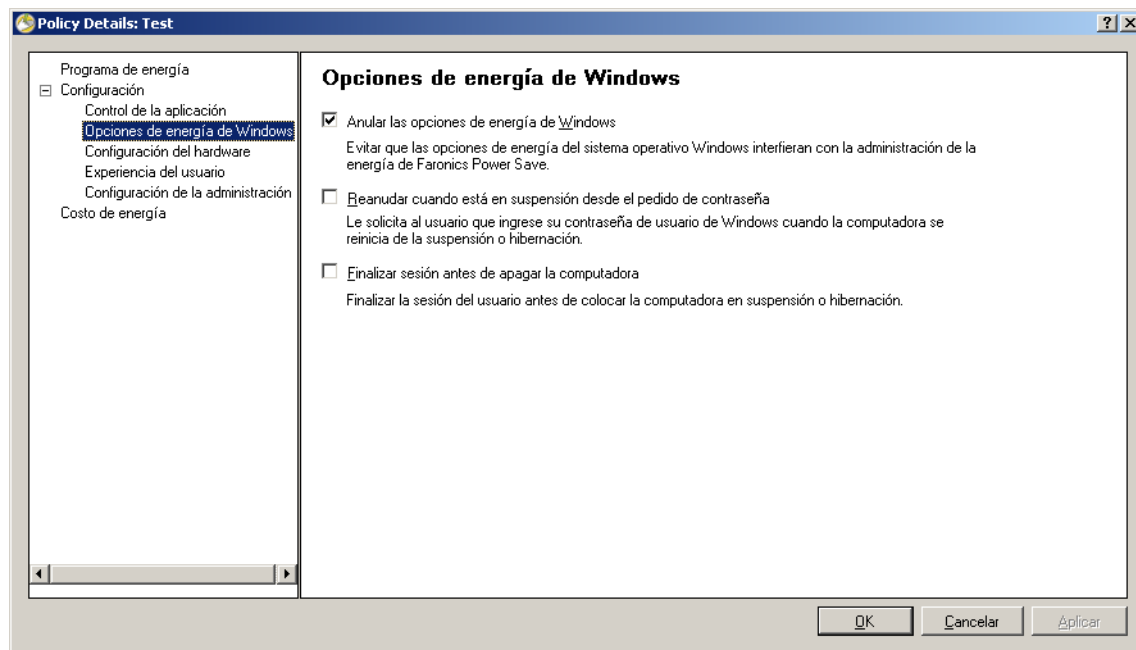 Policy Details: Test
Programa de energía
Configuración
Control de la aplicación
Opciones de energía de Windows
Configuración del hardware
Experiencia del usuario
Configuración de la administración
Costo de energía
Opciones de energía de Windows
Anular las opciones de energía de Windows
Evitar que las opciones de energía del sistema operativo Windows interfieran con la administración de la
energía de Faronics Power Save.
Reanudar cuando está en suspensión desde el pedido de contraseña
Le solicita al usuario que ingrese su contraseña de usuario de Windows cuando la computadora se
reinicia de la suspensión o hibernación.
Finalizar sesión antes de apagar la computadora
Finalizar la sesión del usuario antes de colocar la computadora en suspensión o hibernación.
OK
Cancelar
Aplicar